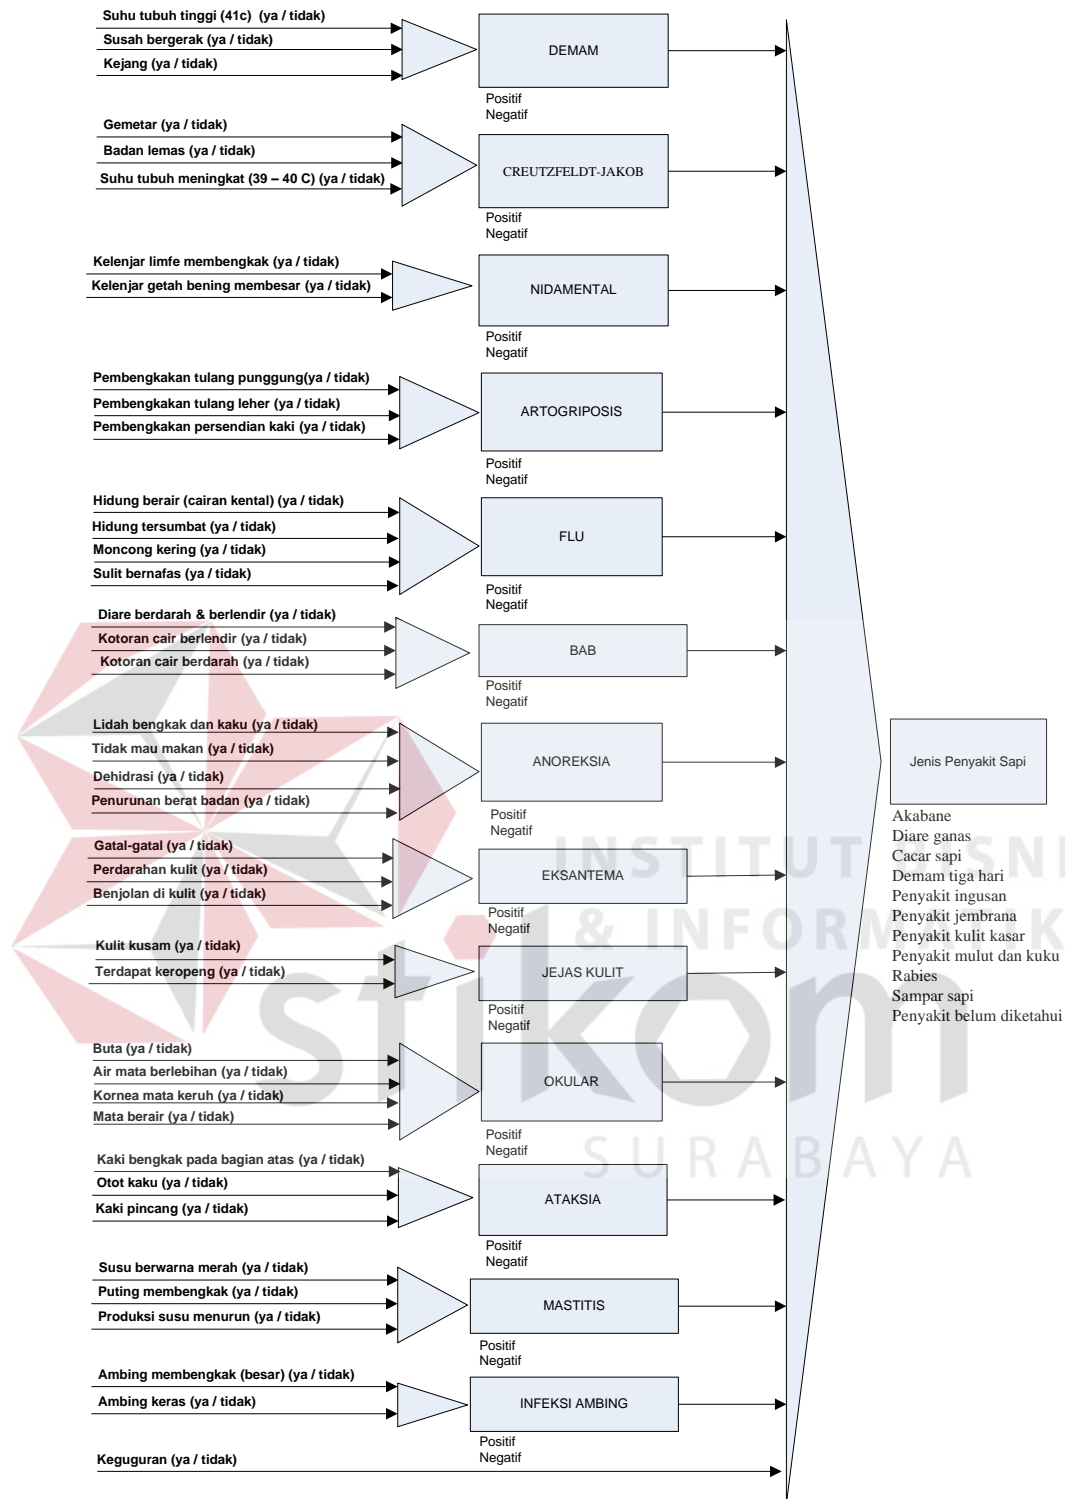 Suhu tubuh tinggi (41c) (ya / tidak)
Susah bergerak (ya / tidak)
Kejang (ya / tidak)
DEMAM
Positif
Negatif
Gemetar (ya / tidak)
Badan lemas (ya / tidak)
Suhu tubuh meningkat (39 – 40 C) (ya / tidak)
CREUTZFELDT-JAKOB
Positif
Negatif
Kelenjar limfe membengkak (ya / tidak)
Kelenjar getah bening membesar (ya / tidak)
NIDAMENTAL
Positif
Negatif
Pembengkakan tulang punggung(ya / tidak)
Pembengkakan tulang leher (ya / tidak)
Pembengkakan persendian kaki (ya / tidak)
ARTOGRIPOSIS
Positif
Negatif
Hidung berair (cairan kental) (ya / tidak)
Hidung tersumbat (ya / tidak)
Moncong kering (ya / tidak)
Sulit bernafas (ya / tidak)
FLU
Positif
Negatif
Diare berdarah & berlendir (ya / tidak)
Kotoran cair berlendir (ya / tidak)
Kotoran cair berdarah (ya / tidak)
BAB
Positif
Negatif
Lidah bengkak dan kaku (ya / tidak)
Tidak mau makan (ya / tidak)
Dehidrasi (ya / tidak)
Penurunan berat badan (ya / tidak)
ANOREKSIA
Positif
Negatif
Gatal-gatal (ya / tidak)
Perdarahan kulit (ya / tidak)
Benjolan di kulit (ya / tidak)
EKSANTEMA
Positif
Negatif
Kulit kusam (ya / tidak)
Terdapat keropeng (ya / tidak)
JEJAS KULIT
Positif
Negatif
Buta (ya / tidak)
Air mata berlebihan (ya / tidak)
Kornea mata keruh (ya / tidak)
Mata berair (ya / tidak)
OKULAR
Positif
Negatif
Kaki bengkak pada bagian atas (ya / tidak)
Otot kaku (ya / tidak)
Kaki pincang (ya / tidak)
ATAKSIA
Positif
Negatif
Susu berwarna merah (ya / tidak)
Puting membengkak (ya / tidak)
Produksi susu menurun (ya / tidak)
MASTITIS
Positif
Negatif
Ambing membengkak (besar) (ya / tidak)
Ambing keras (ya / tidak)
INFEKSI AMBING
Positif
Negatif
Keguguran (ya / tidak)
Jenis Penyakit Sapi
Akabane
Diare ganas
Cacar sapi
Demam tiga hari
Penyakit ingusan
Penyakit jembrana
Penyakit kulit kasar
Penyakit mulut dan kuku
Rabies
Sampar sapi
Penyakit belum diketahui
INSTITUT BISNI
& INFORMATIK
stikom
SURABAYA